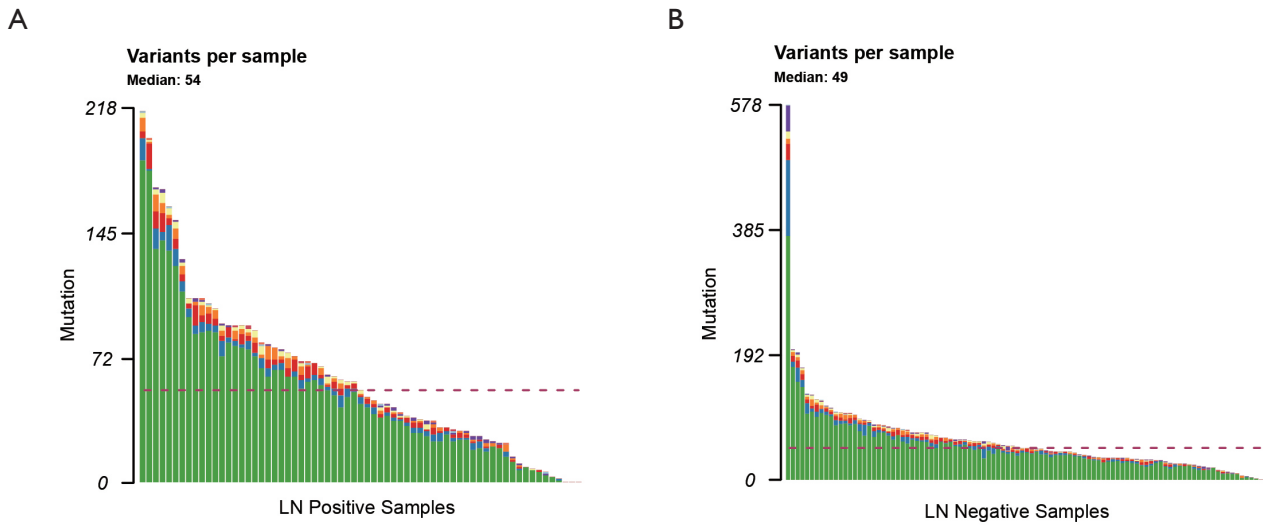 A
Variants per sample
Median: 54
218
145
72
0
Mutation
LN Positive Samples
B
Variants per sample
Median: 49
578
385
192
0
Mutation
LN Negative Samples